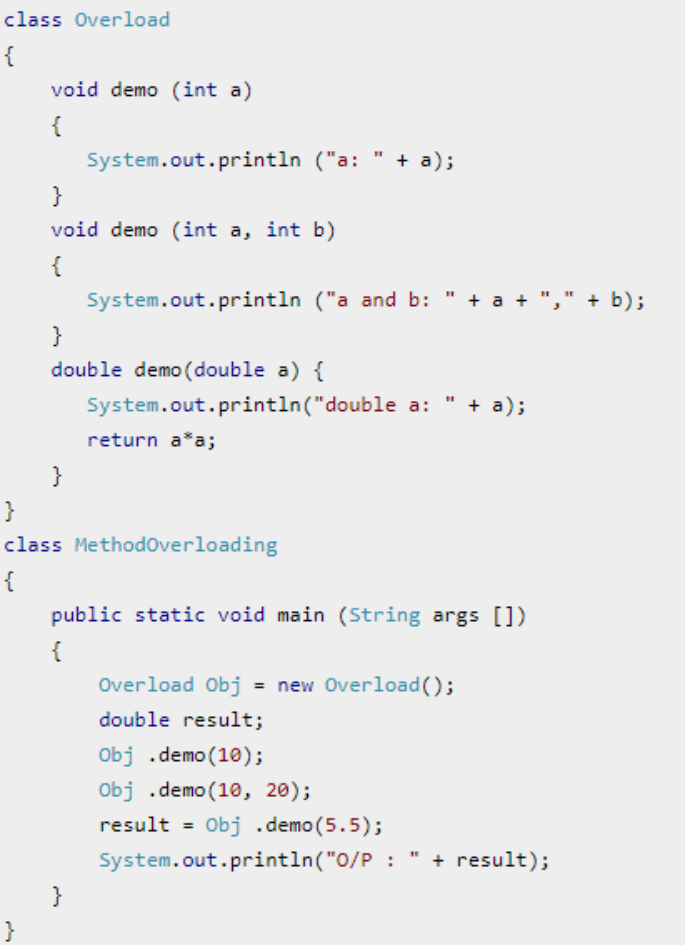 class Overload
{
    void demo (int a)
    {
       System.out.println ("a: " + a);
    }
    void demo (int a, int b)
    {
       System.out.println ("a and b: " + a + "," + b);
    }
    double demo(double a) {
       System.out.println("double a: " + a);
       return a*a;
    }
}
class MethodOverloading
{
    public static void main (String args [])
    {
        Overload Obj = new Overload();
        double result;
        Obj .demo(10);
        Obj .demo(10, 20);
        result = Obj .demo(5.5);
        System.out.println("O/P : " + result);
    }
}